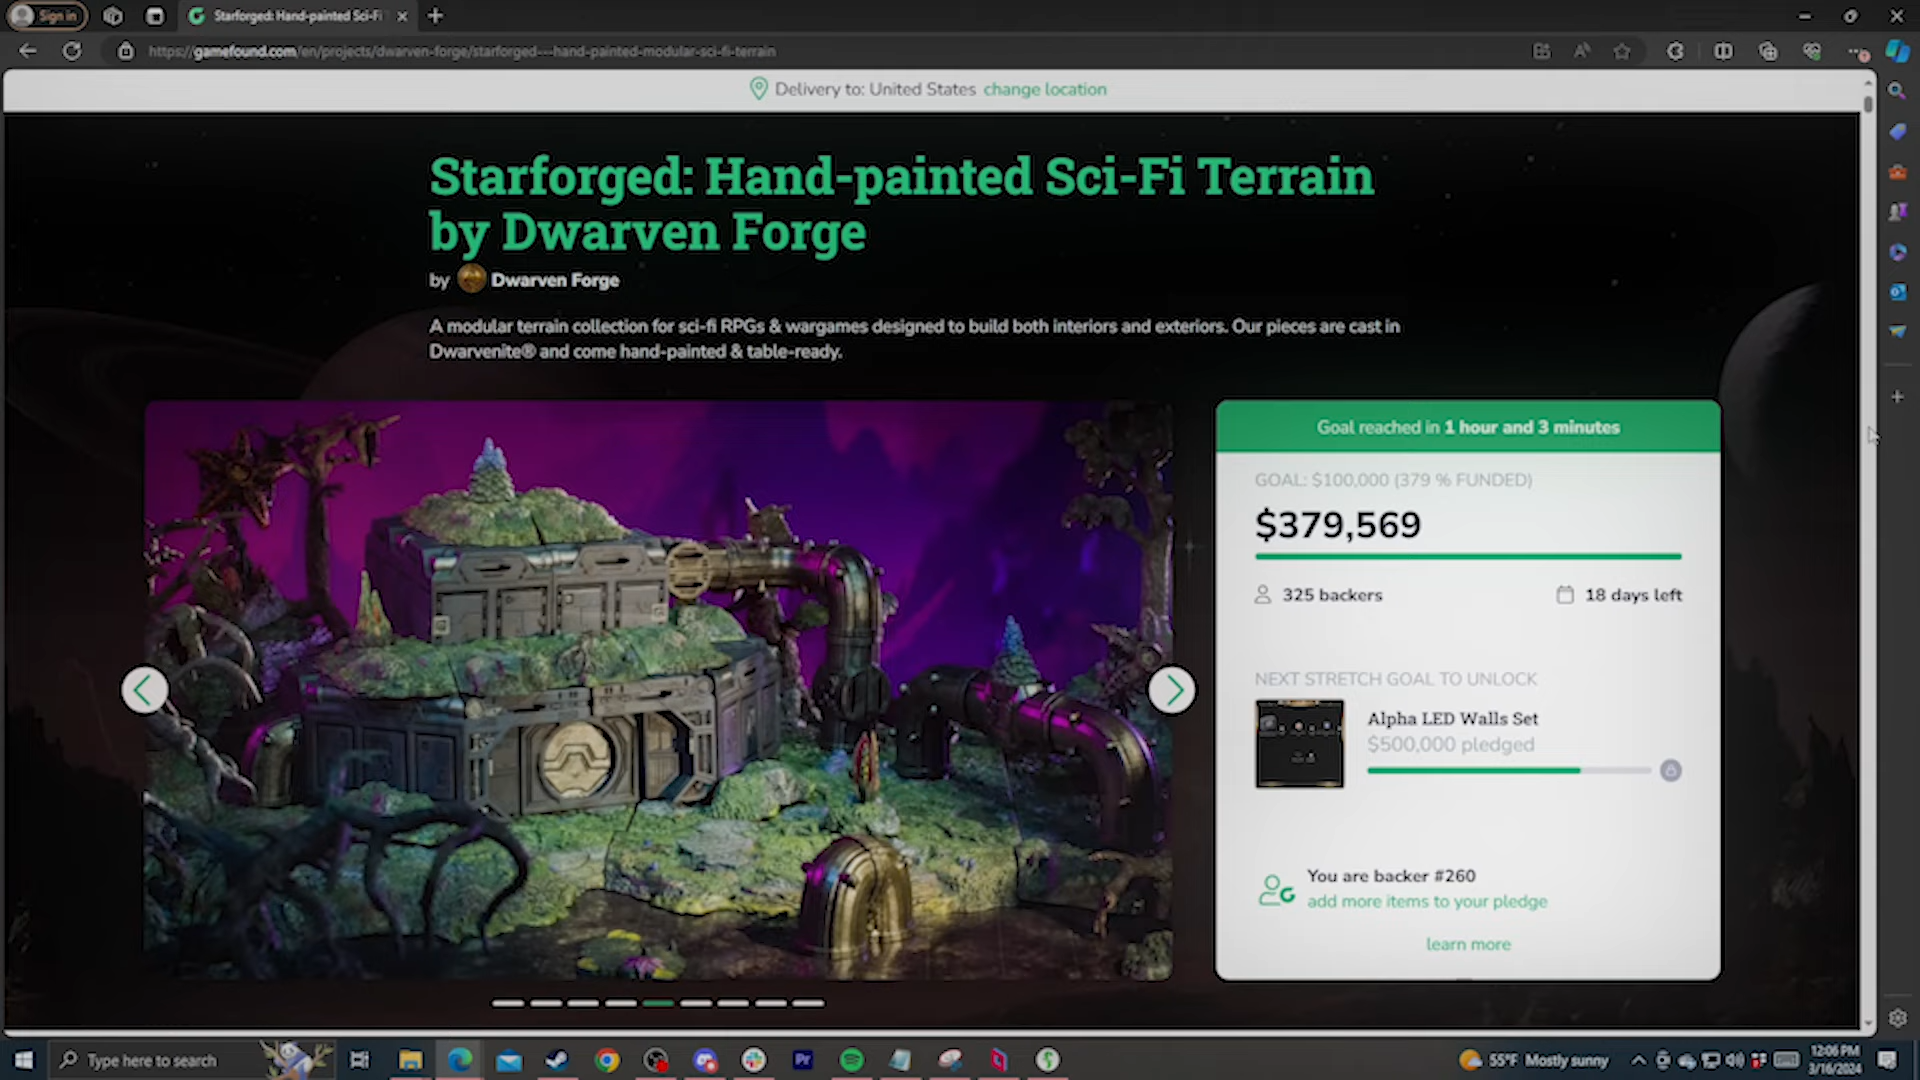 Sign in
Starforged: Hand-painted Sci-Fi
https://gamefound.com/en/projects/dwarven-forge/starforged---hand-painted-modular-sci-fi-terrain
Delivery to: United States change location
Starforged: Hand-painted Sci-Fi Terrain
by Dwarven Forge
by Dwarven Forge
A modular terrain collection for sci-fi RPGs & wargames designed to build both interiors and exteriors. Our pieces are cast in
Dwarvenite® and come hand-painted & table-ready.
Goal reached in 1 hour and 3 minutes
GOAL: $100,000 (379 % FUNDED)
$379,569
325 backers
18 days left
NEXT STRETCH GOAL TO UNLOCK
Alpha LED Walls Set
$500,000 pledged
You are backer #260
add more items to your pledge
learn more
Type here to search
Pr
55°F Mostly sunny
12:06 PM
3/16/2024